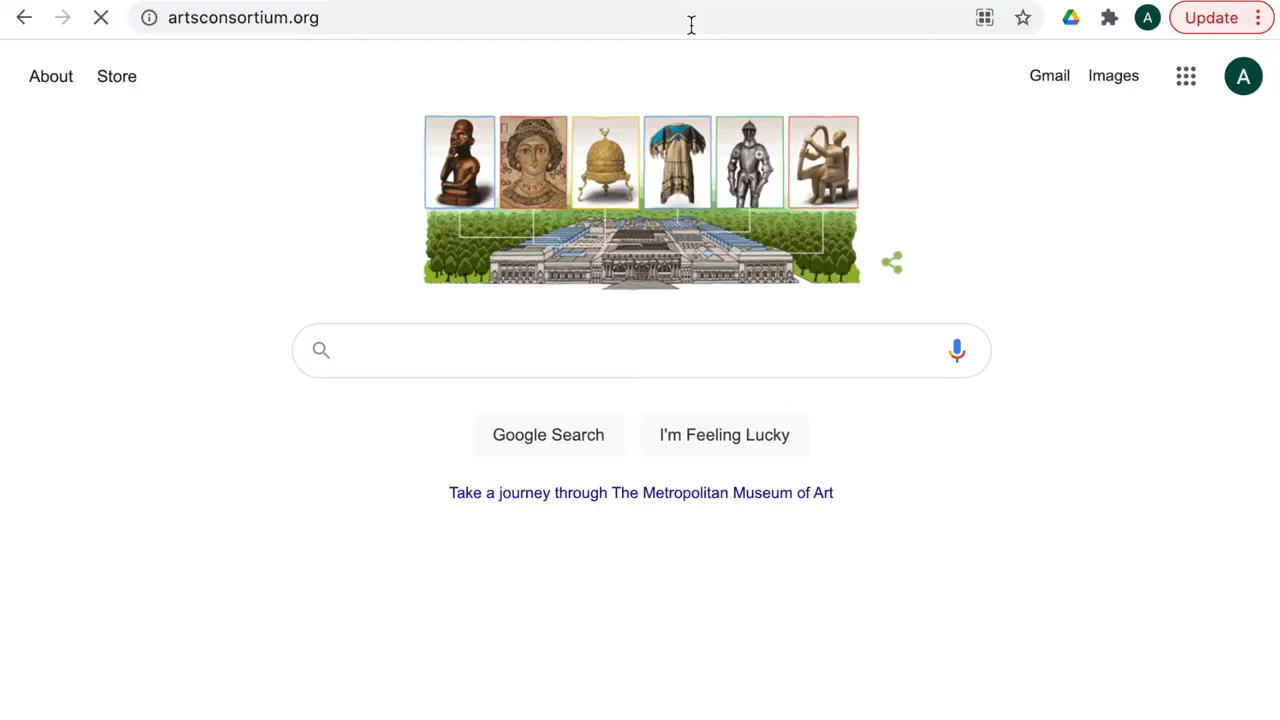 artsconsortium.org
A
Update
About
Store
Gmail
Images
A
Google Search
I'm Feeling Lucky
Take a journey through The Metropolitan Museum of Art